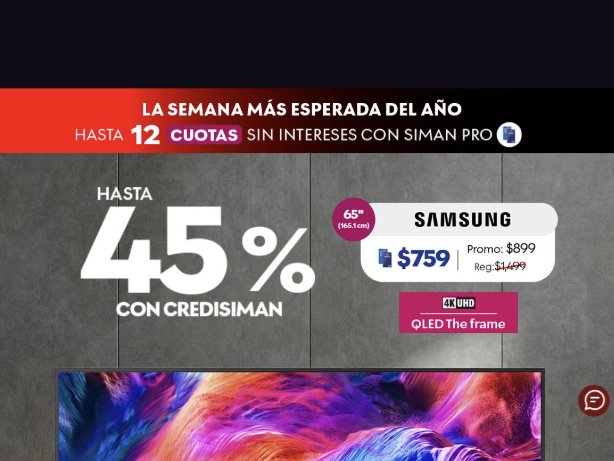 LA SEMANA MÁS ESPERADA DEL AÑO
HASTA 12 CUOTAS SIN INTERESES CON SIMAN PRO
HASTA
45%
CON CREDISIMAN
65"
(165.1 cm)
SAMSUNG
$759
Promo: $899
Reg:$1,499
4K UHD
QLED The frame